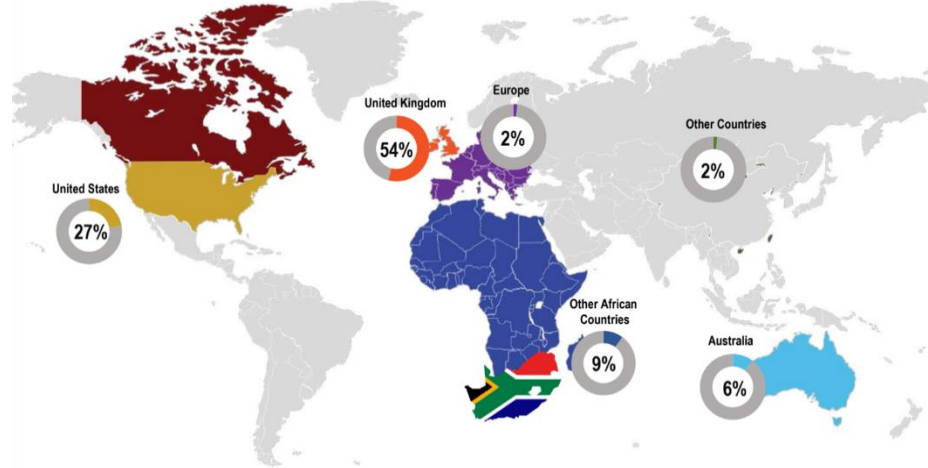 Europe
United Kingdom
2%
Other Countries
54%
2%
United States
27%
Other African
Countries
9%
Australia
6%